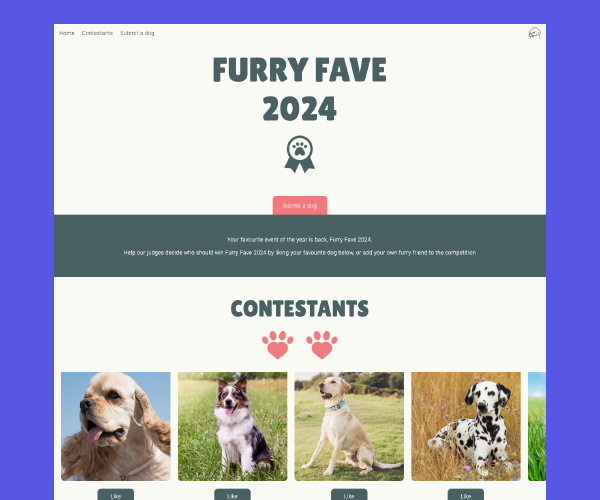 Home Contestants Submit a dog
FURRY FAVE
2024
Submit a dog
Your favourite event of the year is back, Furry Fave 2024.
Help our judges decide who should win Furry Fave 2024 by liking your favourite dog below, or add your own furry friend to the competition
CONTESTANTS
Like Like Like Like